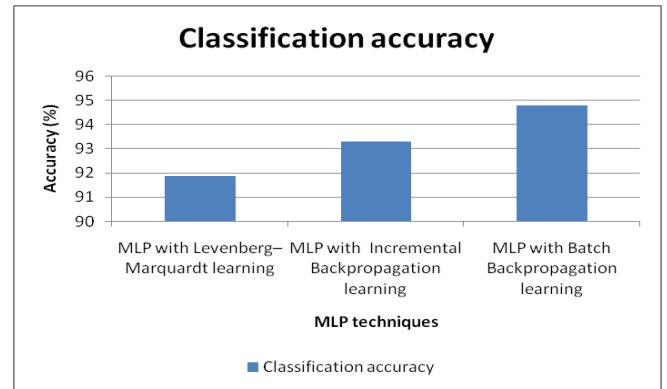 Classification accuracy
Accuracy (%)
96
95
94
93
92
91
90
MLP with Levenberg–
Marquardt learning
MLP with Incremental
Backpropagation
learning
MLP with Batch
Backpropagation
learning
MLP techniques
Classification accuracy